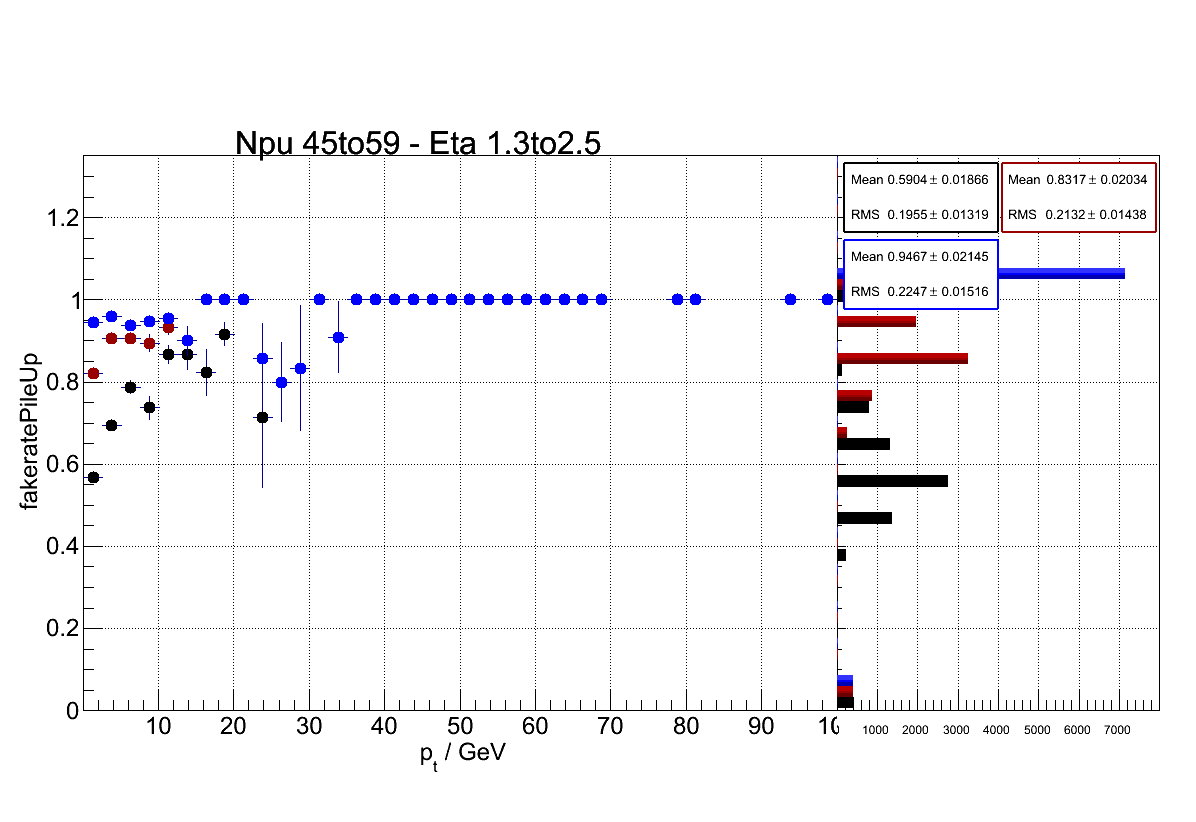 Npu 45to59 - Eta 1.3to2.5
Mean 0.5904 ± 0.01866
RMS 0.1955 ± 0.01319
Mean 0.8317 ± 0.02034
RMS 0.2132 ± 0.01438
Mean 0.9467 ± 0.02145
RMS 0.2247 ± 0.01516
fakeratePileUp
1.2
1
0.8
0.6
0.4
0.2
0
10 20 30 40 50 60 70 80 90
1000 2000 3000 4000 5000 6000 7000
p_t / GeV